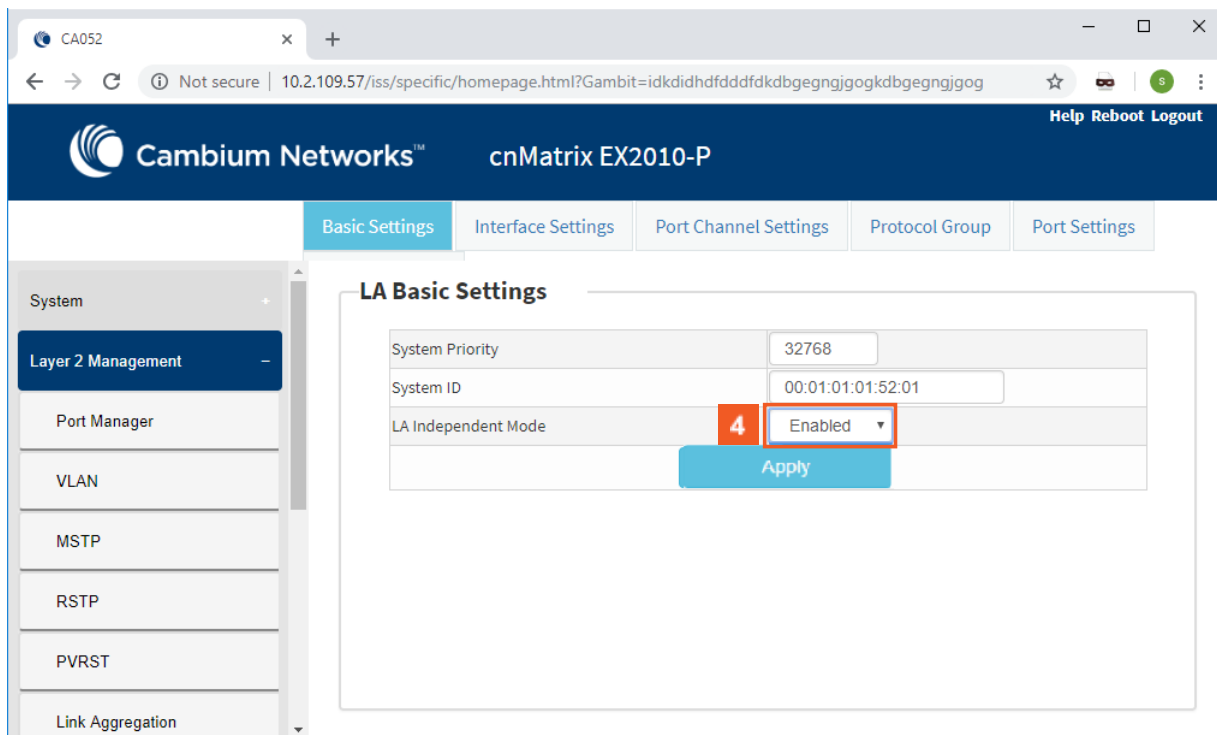 CA052
Not secure | 10.2.109.57/iss/specific/homepage.html?Gambit=idkdidhdfdddfdkdbgegngjgogkdbgegngjgog
S
Help Reboot Logout
Cambium Networks™ cnMatrix EX2010-P
Basic Settings Interface Settings Port Channel Settings Protocol Group Port Settings
LA Basic Settings
System
System Priority 32768
Layer 2 Management
System ID 00:01:01:01:52:01
Port Manager
LA Independent Mode 4 Enabled
Apply
VLAN
MSTP
RSTP
PVRST
Link Aggregation